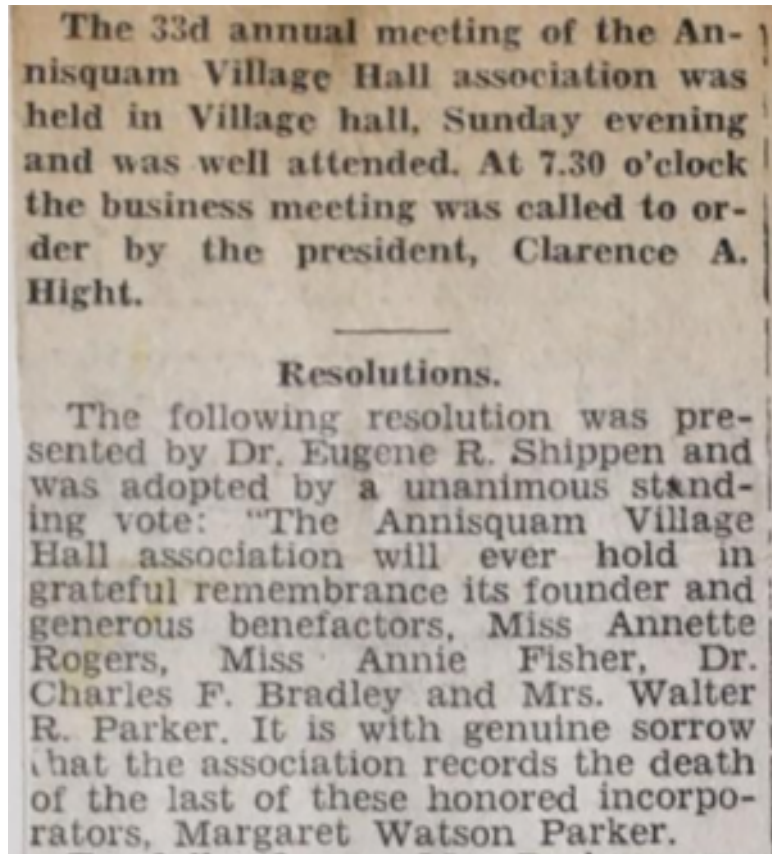 The 33d annual meeting of the An-
nisquam Village Hall association was
held in Village hall, Sunday evening
and was well attended. At 7.30 o'clock
the business meeting was called to or-
der by the president, Clarence A.
Hight.
Resolutions.
The following resolution was pre-
sented by Dr. Eugene R. Shippen and
was adopted by a unanimous stand-
ing vote: "The Annisquam Village
Hall association will ever hold in
grateful remembrance its founder and
generous benefactors, Miss Annette
Rogers, Miss Annie Fisher, Dr.
Charles F. Bradley and Mrs. Walter
R. Parker. It is with genuine sorrow
that the association records the death
of the last of these honored incorpo-
rators, Margaret Watson Parker.